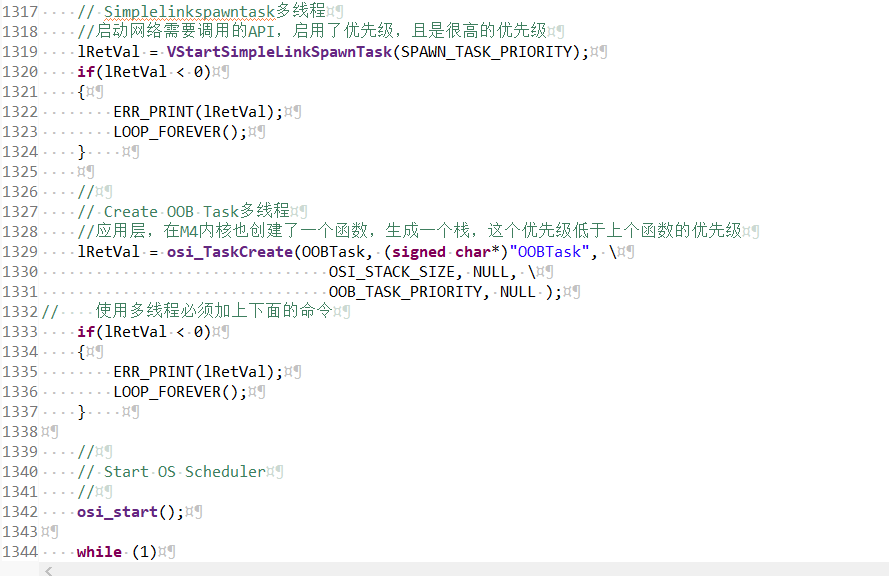 1317 // Simplelinkspawntask多线程
1318 //启动网络需要调用的API，启用了优先级，且是很高的优先级
1319 lRetVal = VStartSimpleLinkSpawnTask(SPAWN_TASK_PRIORITY);
1320 if(lRetVal < 0)
1321 {
1322 ERR_PRINT(lRetVal);
1323 LOOP_FOREVER();
1324 }
1325
1326 //
1327 // Create OOB Task多线程
1328 //应用层，在M4内核也创建了一个函数，生成一个栈，这个优先级低于上个函数的优先级
1329 lRetVal = osi_TaskCreate(OOBTask, (signed char*)"OOBTask", \
1330 OSI_STACK_SIZE, NULL, \
1331 OOB_TASK_PRIORITY, NULL );
1332 // 使用多线程必须加上下面的命令
1333 if(lRetVal < 0)
1334 {
1335 ERR_PRINT(lRetVal);
1336 LOOP_FOREVER();
1337 }
1338
1339 //
1340 // Start OS Scheduler
1341 //
1342 osi_start();
1343
1344 while (1)